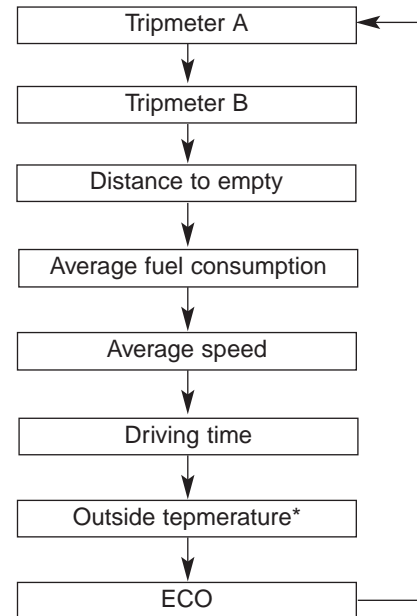 Tripmeter A
Tripmeter B
Distance to empty
Average fuel consumption
Average speed
Driving time
Outside tepmerature*
ECO